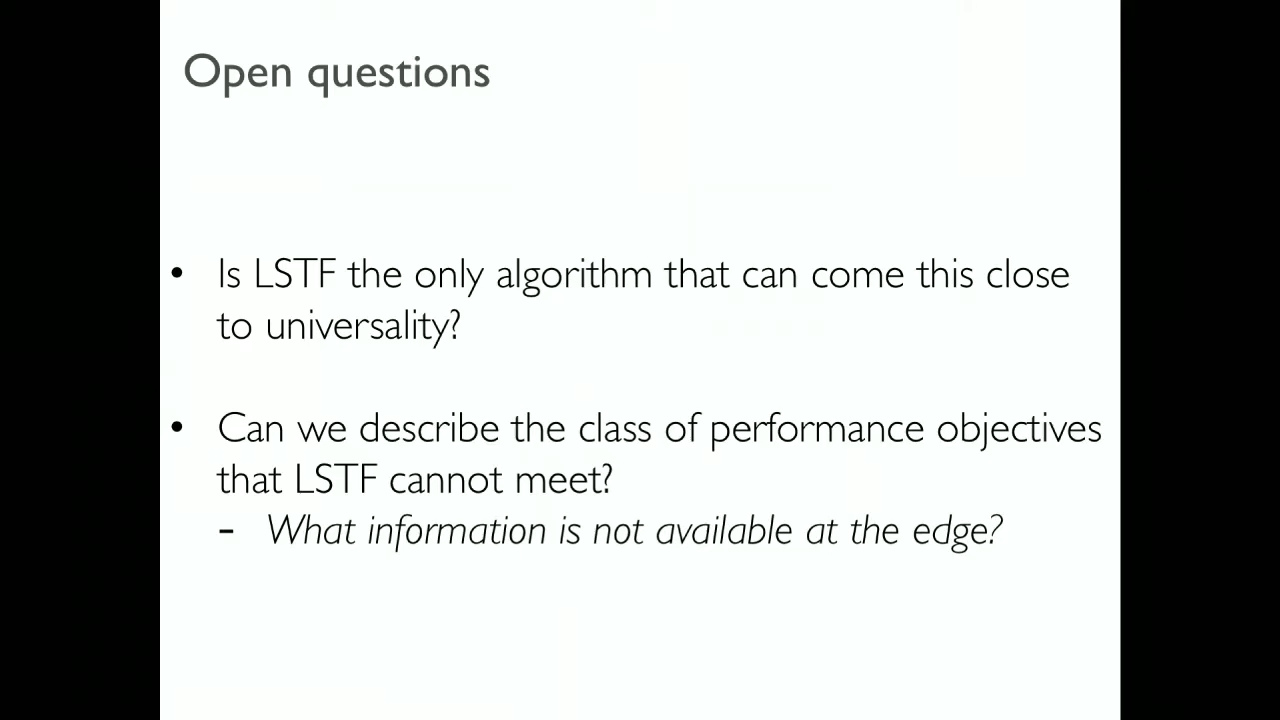 Open questions
• Is LSTF the only algorithm that can come this close
to universality?
• Can we describe the class of performance objectives
that LSTF cannot meet?
- What information is not available at the edge?